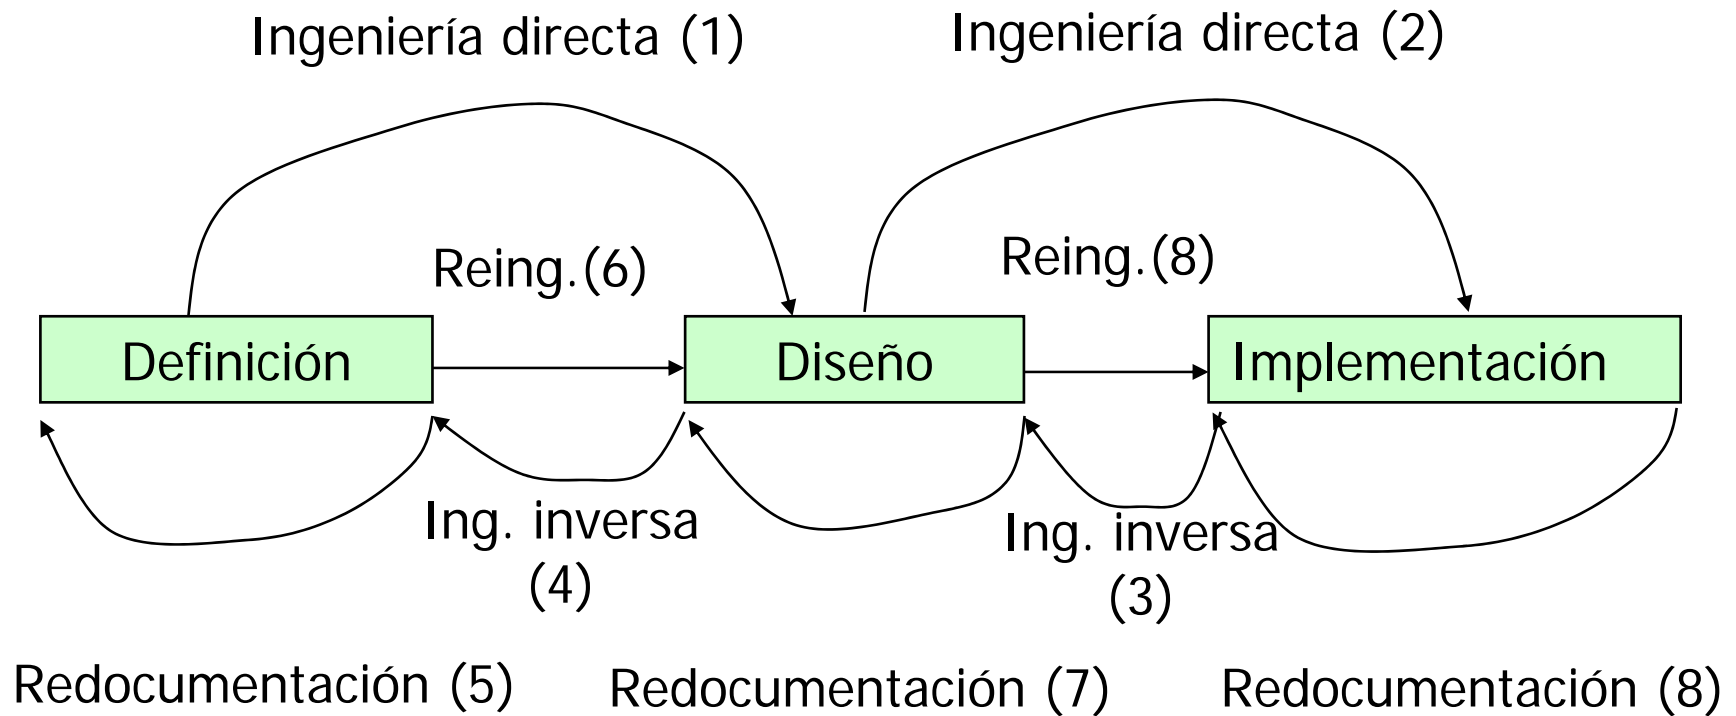 Ingeniería directa (1)
Ingeniería directa (2)
Reing.(6)
Reing.(8)
Definición
Diseño
Implementación
Ing. inversa
(4)
Ing. inversa
(3)
Redocumentación (5)
Redocumentación (7)
Redocumentación (8)